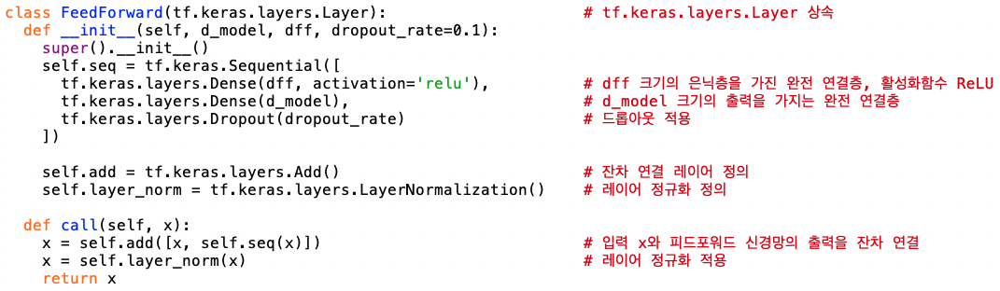 class FeedForward(tf.keras.layers.Layer): # tf.keras.layers.Layer 상속
  def __init__(self, d_model, dff, dropout_rate=0.1):
    super().__init__()
    self.seq = tf.keras.Sequential([
      tf.keras.layers.Dense(dff, activation='relu'), # dff 크기의 은닉층을 가진 완전 연결층, 활성화함수 ReLU
      tf.keras.layers.Dense(d_model), # d_model 크기의 출력을 가지는 완전 연결층
      tf.keras.layers.Dropout(dropout_rate) # 드롭아웃 적용
    ])
    self.add = tf.keras.layers.Add() # 잔차 연결 레이어 정의
    self.layer_norm = tf.keras.layers.LayerNormalization() # 레이어 정규화 정의
  def call(self, x):
    x = self.add([x, self.seq(x)]) # 입력 x와 피드포워드 신경망의 출력을 잔차 연결
    x = self.layer_norm(x) # 레이어 정규화 적용
    return x